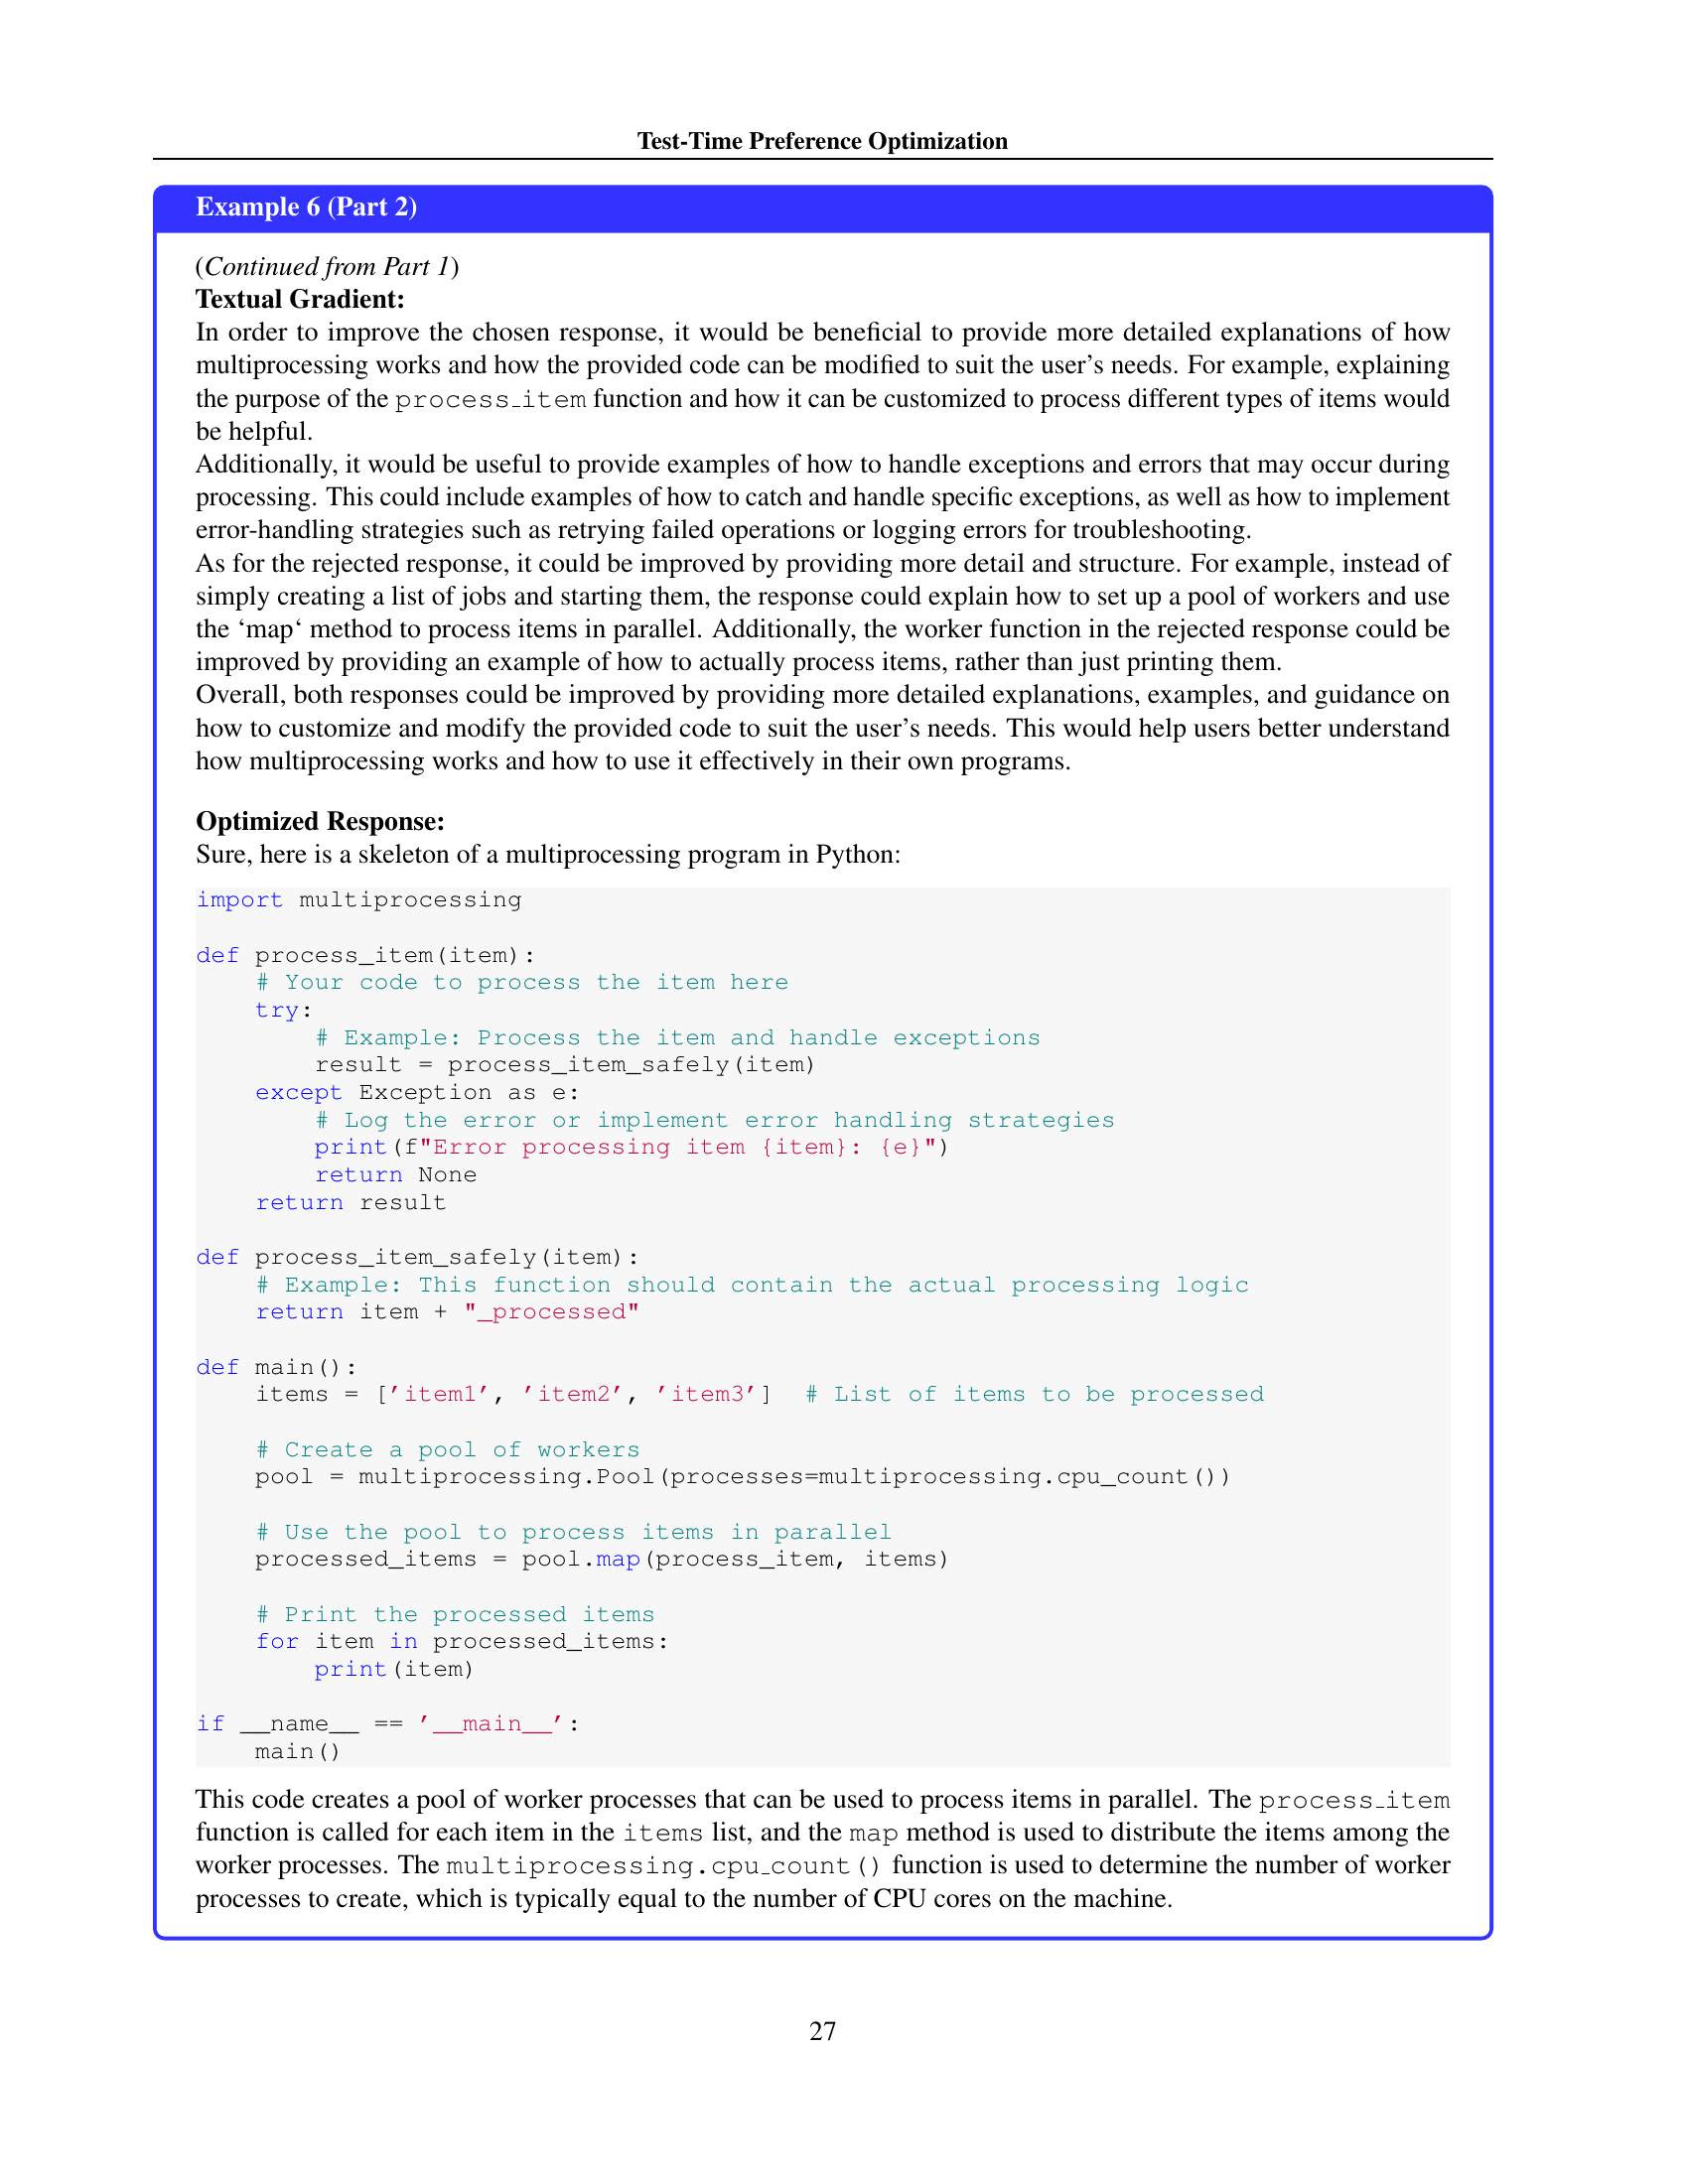 Test-Time Preference Optimization
Example 6 (Part 2)
(Continued from Part 1)
Textual Gradient:
In order to improve the chosen response, it would be beneficial to provide more detailed explanations of how
multiprocessing works and how the provided code can be modified to suit the user’s needs. For example, explaining
the purpose of the process_item function and how it can be customized to process different types of items would
be helpful.
Additionally, it would be useful to provide examples of how to handle exceptions and errors that may occur during
processing. This could include examples of how to catch and handle specific exceptions, as well as how to implement
error-handling strategies such as retrying failed operations or logging errors for troubleshooting.
As for the rejected response, it could be improved by providing more detail and structure. For example, instead of
simply creating a list of jobs and starting them, the response could explain how to set up a pool of workers and use
the ‘map‘ method to process items in parallel. Additionally, the worker function in the rejected response could be
improved by providing an example of how to actually process items, rather than just printing them.
Overall, both responses could be improved by providing more detailed explanations, examples, and guidance on
how to customize and modify the provided code to suit the user’s needs. This would help users better understand
how multiprocessing works and how to use it effectively in their own programs.
Optimized Response:
Sure, here is a skeleton of a multiprocessing program in Python:
import multiprocessing
def process_item(item):
    # Your code to process the item here
    try:
        # Example: Process the item and handle exceptions
        result = process_item_safely(item)
    except Exception as e:
        # Log the error or implement error handling strategies
        print(f"Error processing item {item}: {e}")
        return None
    return result
def process_item_safely(item):
    # Example: This function should contain the actual processing logic
    return item + "_processed"
def main():
    items = [’item1’, ’item2’, ’item3’]  # List of items to be processed
    # Create a pool of workers
    pool = multiprocessing.Pool(processes=multiprocessing.cpu_count())
    # Use the pool to process items in parallel
    processed_items = pool.map(process_item, items)
    # Print the processed items
    for item in processed_items:
        print(item)
if __name__ == ’__main__’:
    main()
This code creates a pool of worker processes that can be used to process items in parallel. The process_item
function is called for each item in the items list, and the map method is used to distribute the items among the
worker processes. The multiprocessing.cpu_count() function is used to determine the number of worker
processes to create, which is typically equal to the number of CPU cores on the machine.
27